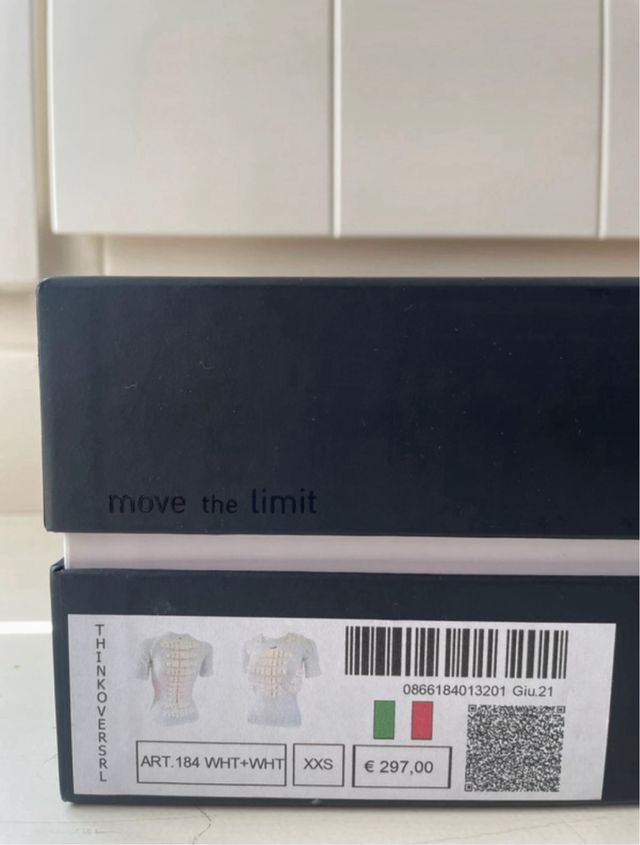 move the limit
THINKOVERSRL
0866184013201 Giu.21
ART.184 WHT+WHT
XXS
€ 297,00